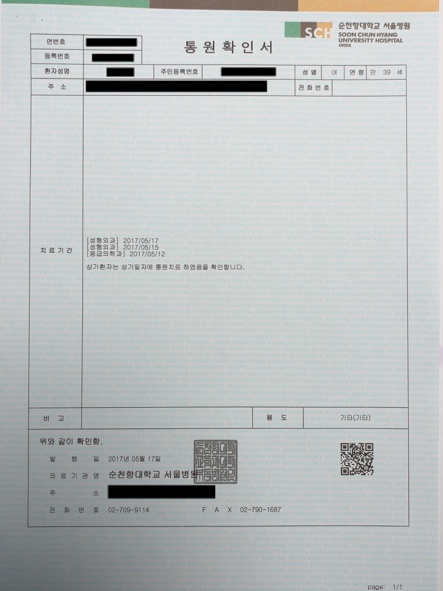 SCH 순천향대학교 서울병원
SOON CHUN HYANG
UNIVERSITY HOSPITAL
SEOUL
통원확인서
연번호
등록번호
환자성명 주민등록번호 성 별 여 연 령 만 39 세
주 소 전화번호
치료기간
[성형외과] 2017/05/17
[성형외과] 2017/05/15
[응급의학과] 2017/05/12
상기환자는 상기일자에 통원치료 하였음을 확인합니다.
비 고 용 도 기타(기타)
위와 같이 확인함.
발 행 일 2017년 05월 17일
의 료 기 관 명 순천향대학교 서울병원
주 소
전 화 번 호 02-709-9114 F A X 02-790-1687
page: 1/1